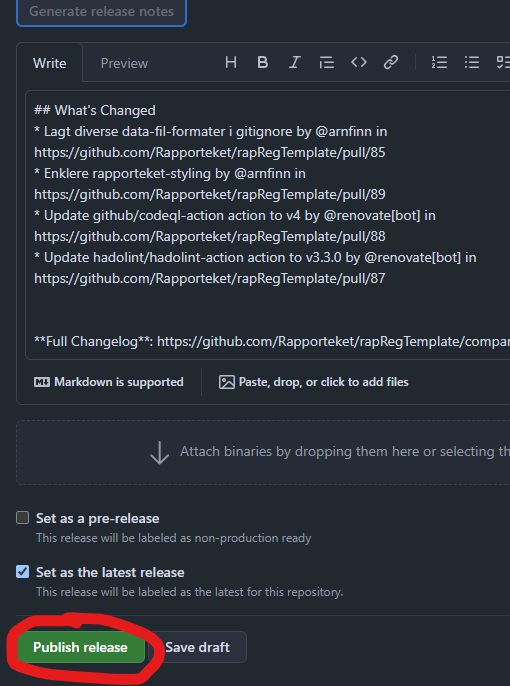 Generate release notes
Write Preview
## What's Changed
* Lagt diverse data-fil-formater i gitignore by @arnfinn in
https://github.com/Rapporteket/rapRegTemplate/pull/85
* Enklere rapporteket-styling by @arnfinn in
https://github.com/Rapporteket/rapRegTemplate/pull/89
* Update github/codeql-action action to v4 by @renovate[bot] in
https://github.com/Rapporteket/rapRegTemplate/pull/88
* Update hadolint/hadolint-action action to v3.3.0 by @renovate[bot] in
https://github.com/Rapporteket/rapRegTemplate/pull/87
**Full Changelog**: https://github.com/Rapporteket/rapRegTemplate/compar
Markdown is supported Paste, drop, or click to add files
Attach binaries by dropping them here or selecting th
Set as a pre-release
This release will be labeled as non-production ready
Set as the latest release
This release will be labeled as the latest for this repository.
Publish release Save draft